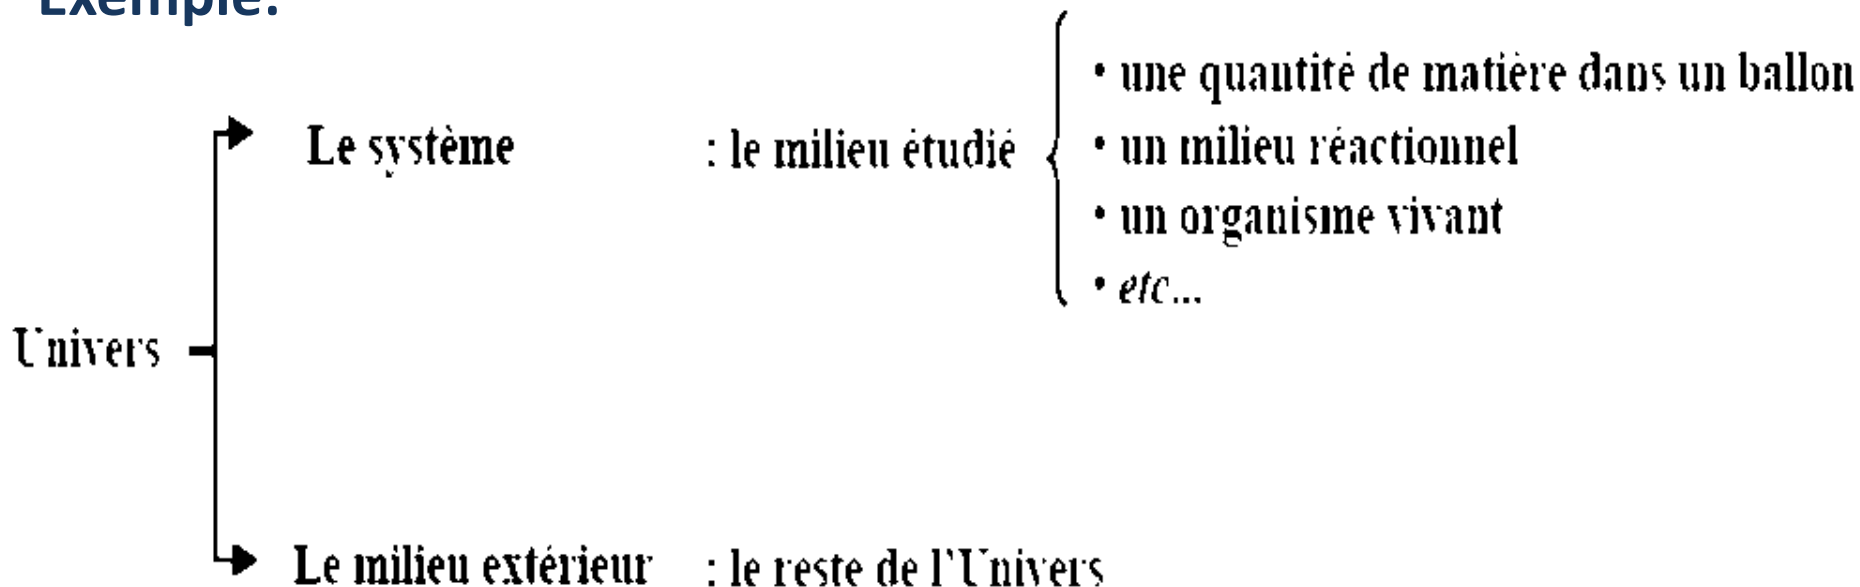 Exemple:
Le système : le milieu étudié
• une quantité de matière dans un ballon
• un milieu réactionnel
• un organisme vivant
• etc...
Univers
Le milieu extérieur : le reste de l'Univers